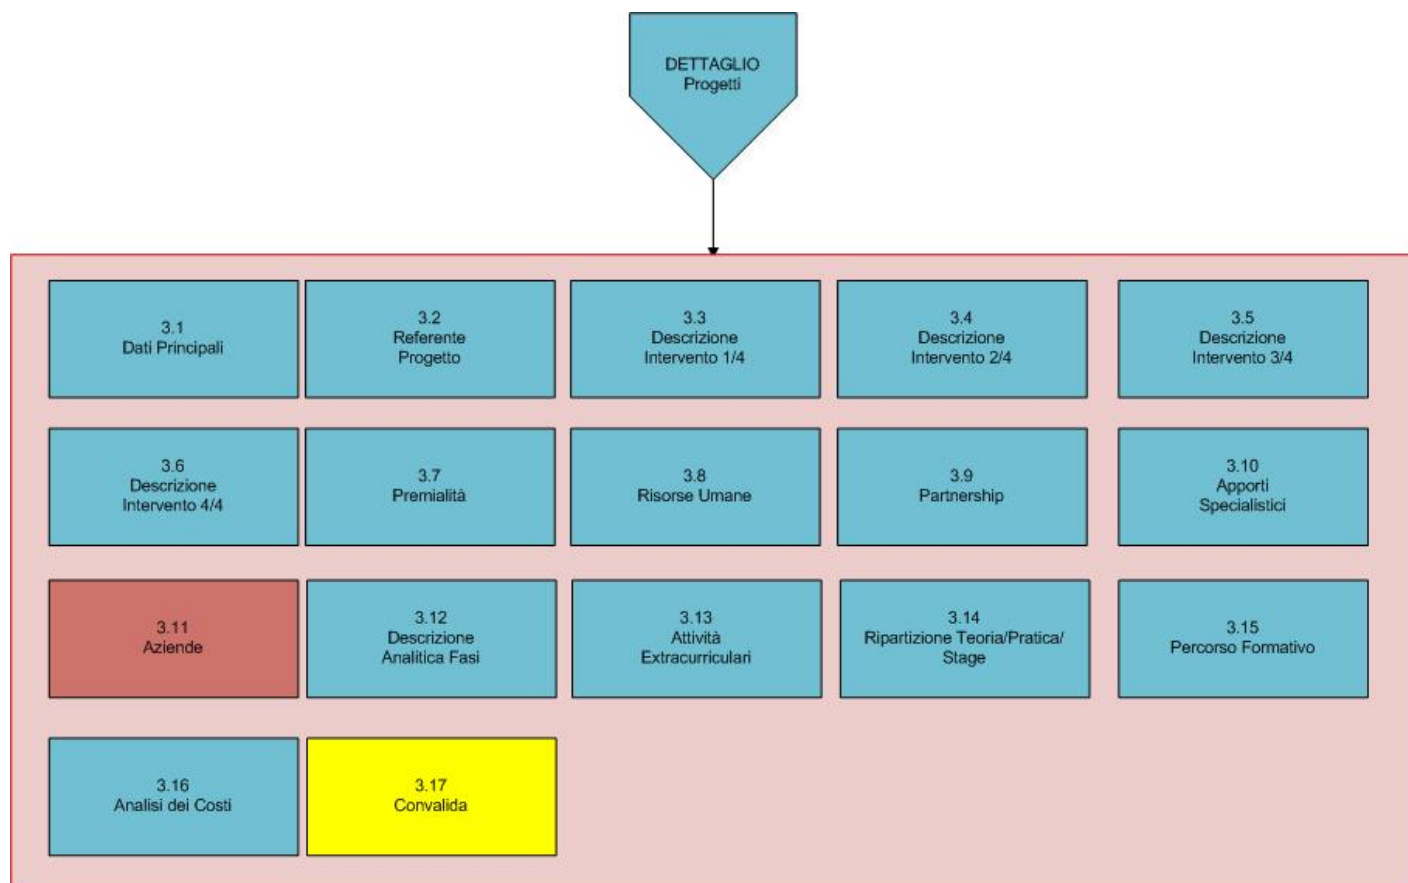 DETTAGLIO
Progetti
3.1
Dati Principali
3.2
Referente
Progetto
3.3
Descrizione
Intervento 1/4
3.4
Descrizione
Intervento 2/4
3.5
Descrizione
Intervento 3/4
3.6
Descrizione
Intervento 4/4
3.7
Premialità
3.8
Risorse Umane
3.9
Partnership
3.10
Apporti
Specialistici
3.11
Aziende
3.12
Descrizione
Analitica Fasi
3.13
Attività
Extracurriculari
3.14
Ripartizione Teoria/Pratica/
Stage
3.15
Percorso Formativo
3.16
Analisi dei Costi
3.17
Convalida